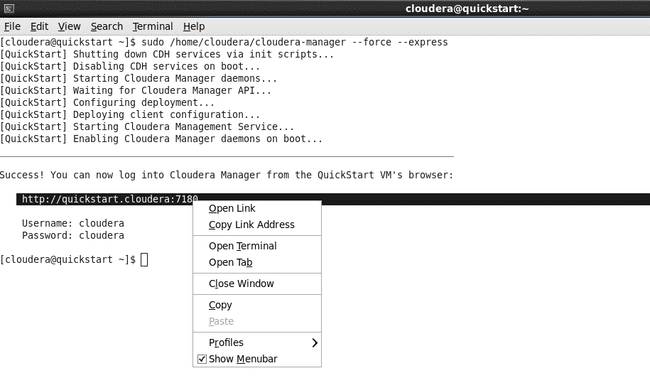 cloudera@quickstart:~
File Edit View Search Terminal Help
[cloudera@quickstart ~]$ sudo /home/cloudera/cloudera-manager --force --express
[QuickStart] Shutting down CDH services via init scripts...
[QuickStart] Disabling CDH services on boot...
[QuickStart] Starting Cloudera Manager daemons...
[QuickStart] Waiting for Cloudera Manager API...
[QuickStart] Configuring deployment...
[QuickStart] Deploying client configuration...
[QuickStart] Starting Cloudera Management Service...
[QuickStart] Enabling Cloudera Manager daemons on boot...
Success! You can now log into Cloudera Manager from the QuickStart VM's browser:
http://quickstart.cloudera:7180
Username: cloudera
Password: cloudera
[cloudera@quickstart ~]$
Open Link
Copy Link Address
Open Terminal
Open Tab
Close Window
Copy
Paste
Profiles
Show Menubar